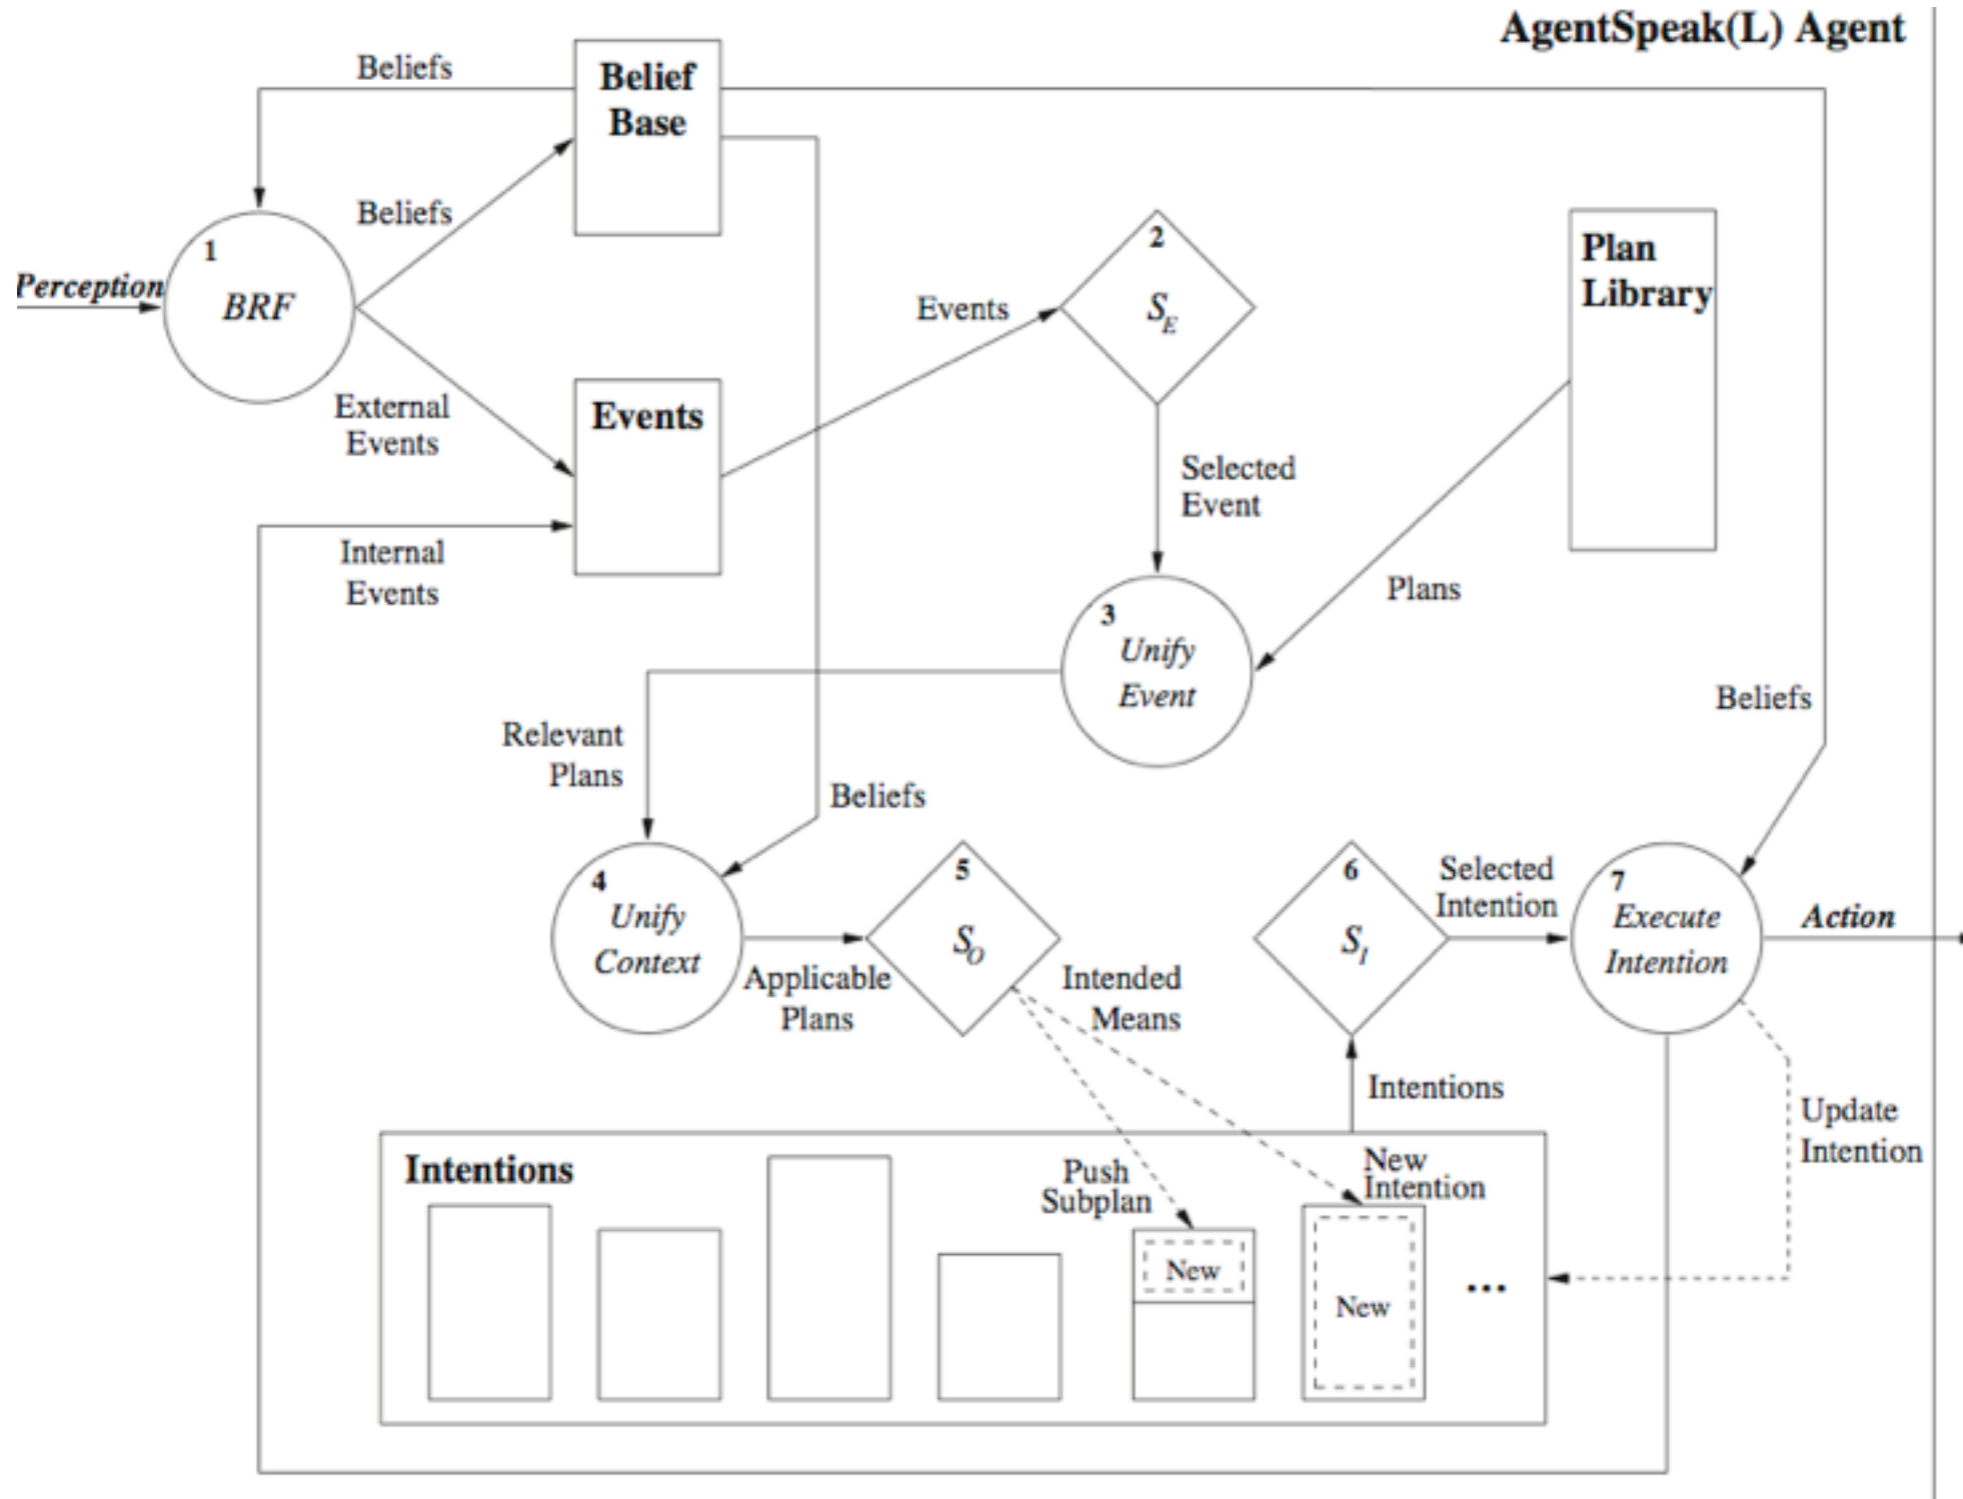 AgentSpeak(L) Agent
Beliefs
Belief
Base
Beliefs
1
BRF
Perception
External
Events
Events
Internal
Events
Events
2
SE
Selected
Event
Plan
Library
Plans
3
Unify
Event
Relevant
Plans
Beliefs
Beliefs
4
Unify
Context
Applicable
Plans
5
SO
Intended
Means
6
SI
Selected
Intention
7
Execute
Intention
Action
Intentions
Update
Intention
Intentions
Push
Subplan
New
Intention
New
New
...